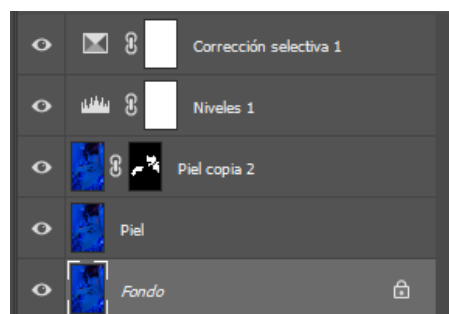 Corrección selectiva 1
Niveles 1
Piel copia 2
Piel
Fondo